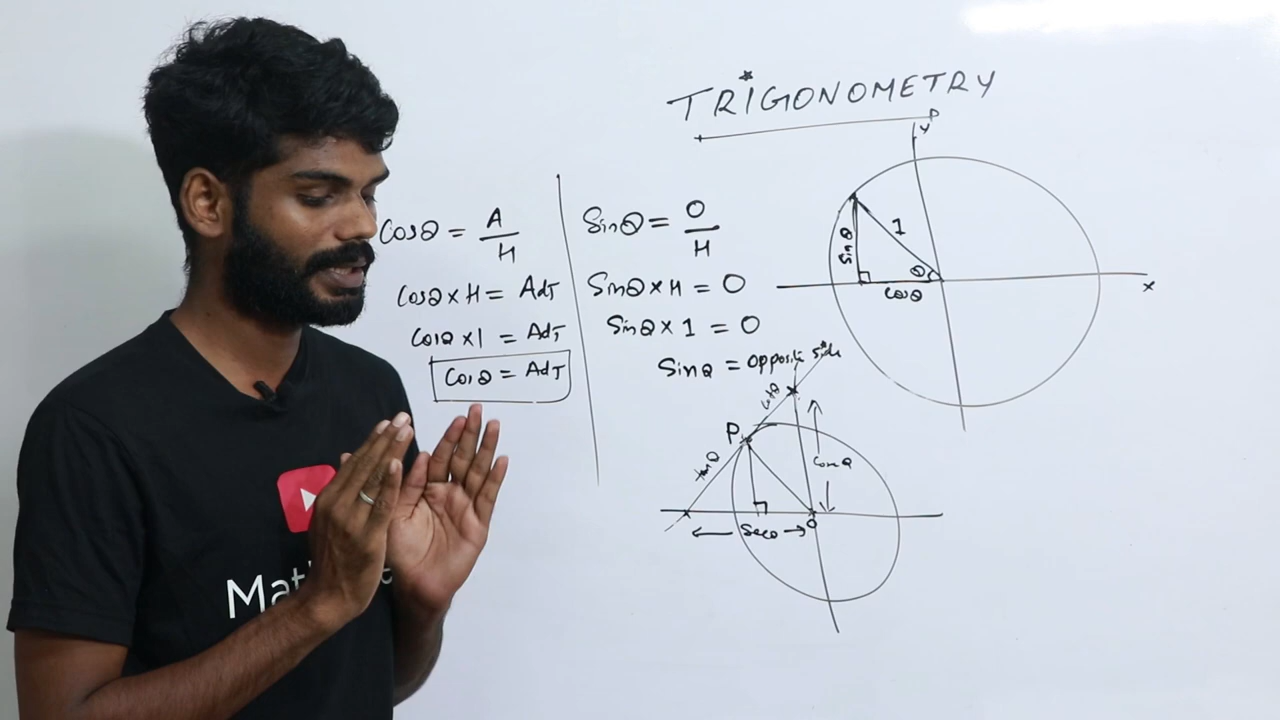 TRIGONOMETRY
Cosθ = A/H
Cosθ × H = Adj
Cosθ × 1 = Adj
Cosθ = Adj
Sinθ = O/H
Sinθ × H = O
Sinθ × 1 = O
Sinθ = opposite side
y
1
sinθ
θ
cosθ
x
cotθ
P
tanθ
secθ
O